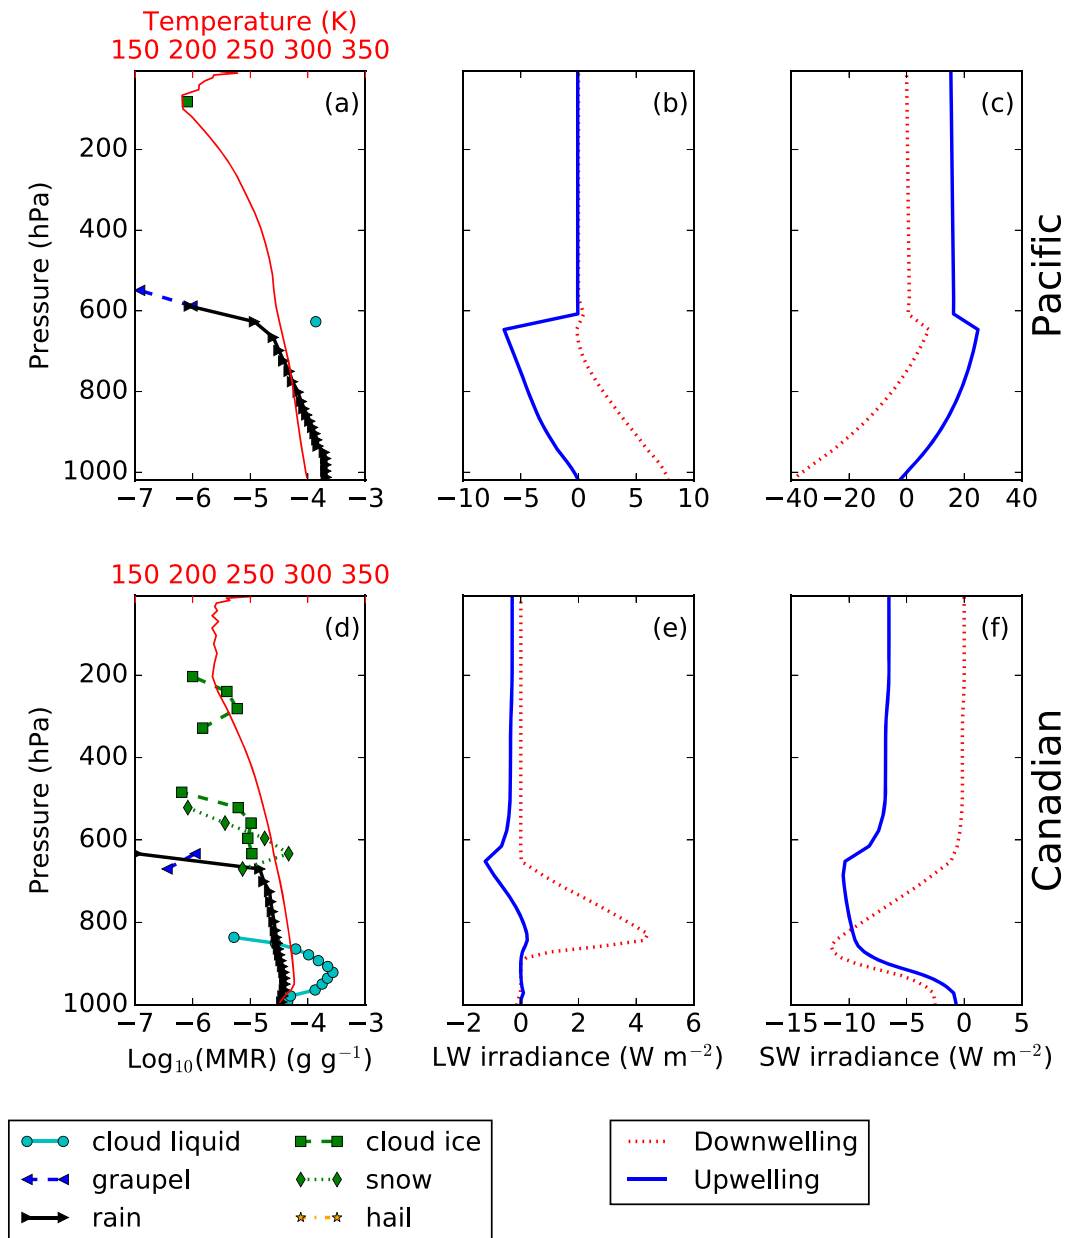 Temperature (K)
150 200 250 300 350
(a)
(b)
(c)
200
400
600
800
1000
Pressure (hPa)
Pacific
−7 −6 −5 −4 −3
−10 −5 0 5 10
−40 −20 0 20 40
150 200 250 300 350
(d)
(e)
(f)
200
400
600
800
1000
Pressure (hPa)
Canadian
−7 −6 −5 −4 −3
−2 0 2 4 6
−15 −10 −5 0 5
Log₁₀(MMR) (g g⁻¹)
LW irradiance (W m⁻²)
SW irradiance (W m⁻²)
cloud liquid
graupel
rain
cloud ice
snow
hail
Downwelling
Upwelling